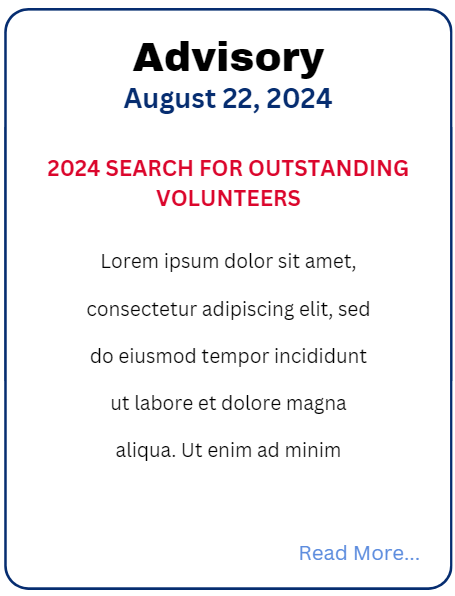 Advisory
August 22, 2024
2024 SEARCH FOR OUTSTANDING
VOLUNTEERS
Lorem ipsum dolor sit amet,
consectetur adipiscing elit, sed
do eiusmod tempor incididunt
ut labore et dolore magna
aliqua. Ut enim ad minim
Read More...